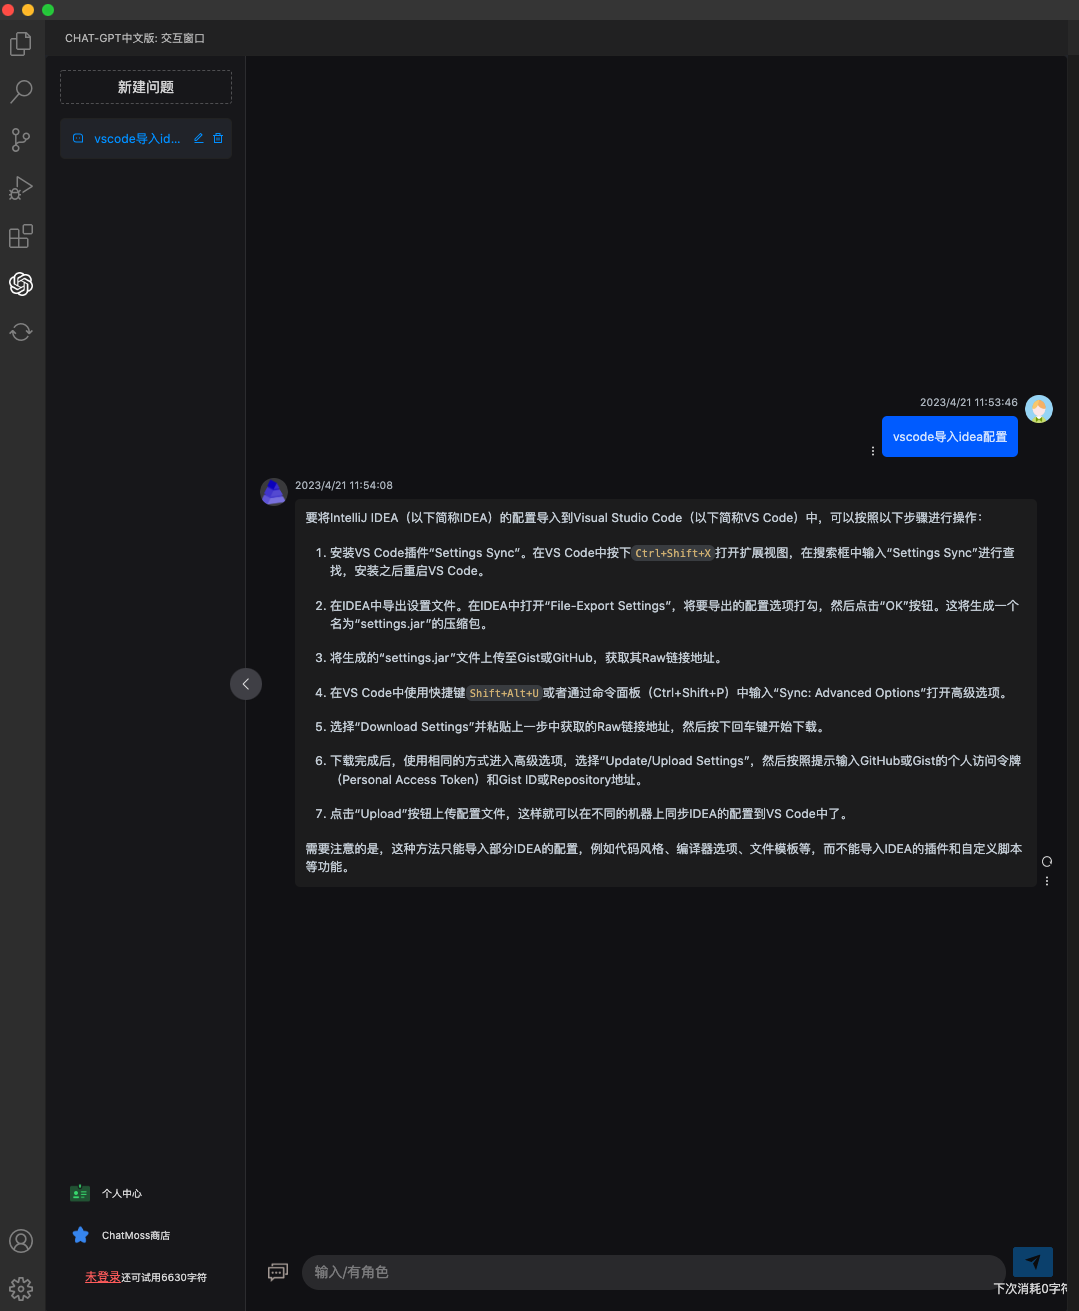 CHAT-GPT中文版: 交互窗口
新建问题
vscode导入id...
2023/4/21 11:53:46
vscode导入idea配置
2023/4/21 11:54:08
要将IntelliJ IDEA（以下简称IDEA）的配置导入到Visual Studio Code（以下简称VS Code）中，可以按照以下步骤进行操作：
1. 安装VS Code插件“Settings Sync”。在VS Code中按下Ctrl+Shift+X打开扩展视图，在搜索框中输入“Settings Sync”进行查
找，安装之后重启VS Code。
2. 在IDEA中导出设置文件。在IDEA中打开“File-Export Settings”，将要导出的配置选项打勾，然后点击“OK”按钮。这将生成一个
名为“settings.jar”的压缩包。
3. 将生成的“settings.jar”文件上传至Gist或GitHub，获取其Raw链接地址。
4. 在VS Code中使用快捷键Shift+Alt+U或者通过命令面板（Ctrl+Shift+P）中输入“Sync: Advanced Options”打开高级选项。
5. 选择“Download Settings”并粘贴上一步中获取的Raw链接地址，然后按下回车键开始下载。
6. 下载完成后，使用相同的方式进入高级选项，选择“Update/Upload Settings”，然后按照提示输入GitHub或Gist的个人访问令牌
（Personal Access Token）和Gist ID或Repository地址。
7. 点击“Upload”按钮上传配置文件，这样就可以在不同的机器上同步IDEA的配置到VS Code中了。
需要注意的是，这种方法只能导入部分IDEA的配置，例如代码风格、编译器选项、文件模板等，而不能导入IDEA的插件和自定义脚本
等功能。
个人中心
ChatMoss商店
未登录还可试用6630字符
输入/有角色
下次消耗0字符